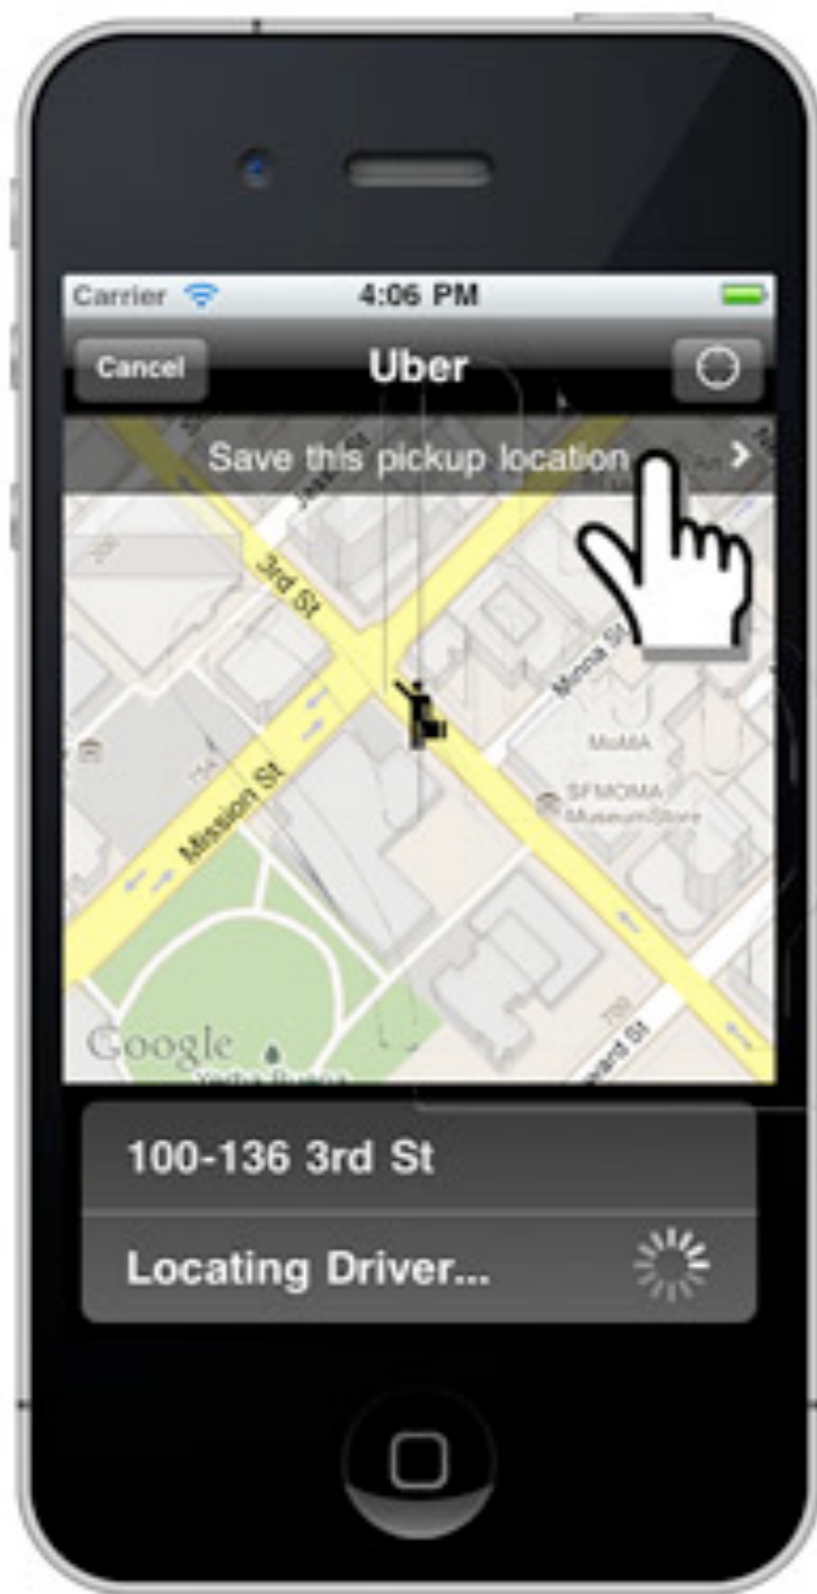 Carrier
4:06 PM
Cancel
Uber
Save this pickup location
3rd St
Minna St
MoMA
SFMOMA
MuseumStore
Mission St
Google
100-136 3rd St
Locating Driver...